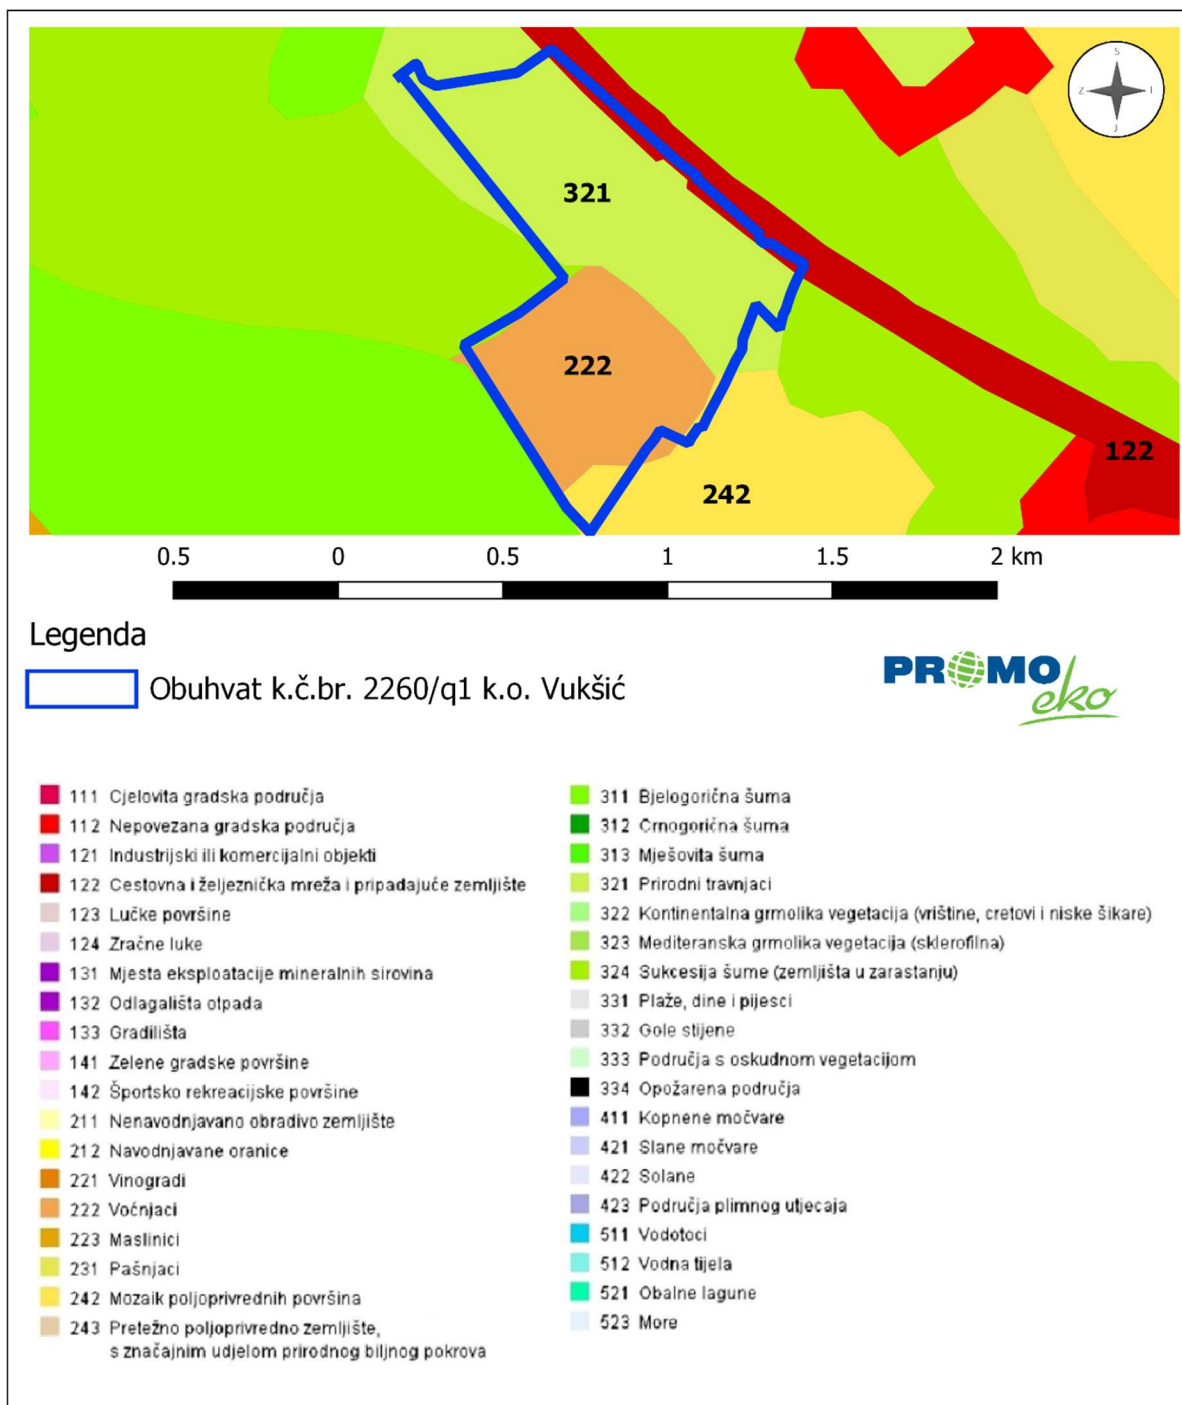 S
Z I
J
321
222
242
122
0.5 0 0.5 1 1.5 2 km
Legenda
Obuhvat k.č.br. 2260/q1 k.o. Vukšić
PROMO
eko
111 Cjelovita gradska područja
112 Nepovezana gradska područja
121 Industrijski ili komercijalni objekti
122 Cestovna i željeznička mreža i pripadajuće zemljište
123 Lučke površine
124 Zračne luke
131 Mjesta eksploatacije mineralnih sirovina
132 Odlagališta otpada
133 Gradilišta
141 Zelene gradske površine
142 Športsko rekreacijske površine
211 Nenavodnjavano obradivo zemljište
212 Navodnjavane oranice
221 Vinogradi
222 Voćnjaci
223 Maslinici
231 Pašnjaci
242 Mozaik poljoprivrednih površina
243 Pretežno poljoprivredno zemljište,
s značajnim udjelom prirodnog biljnog pokrova
311 Bjelogorična šuma
312 Crnogorična šuma
313 Mješovita šuma
321 Prirodni travnjaci
322 Kontinentalna grmolika vegetacija (vrištine, cretovi i niske šikare)
323 Mediteranska grmolika vegetacija (sklerofilna)
324 Sukcesija šume (zemljišta u zarastanju)
331 Plaže, dine i pijesci
332 Gole stijene
333 Područja s oskudnom vegetacijom
334 Opožarena područja
411 Kopnene močvare
421 Slane močvare
422 Solane
423 Područja plimnog utjecaja
511 Vodotoci
512 Vodna tijela
521 Obalne lagune
523 More